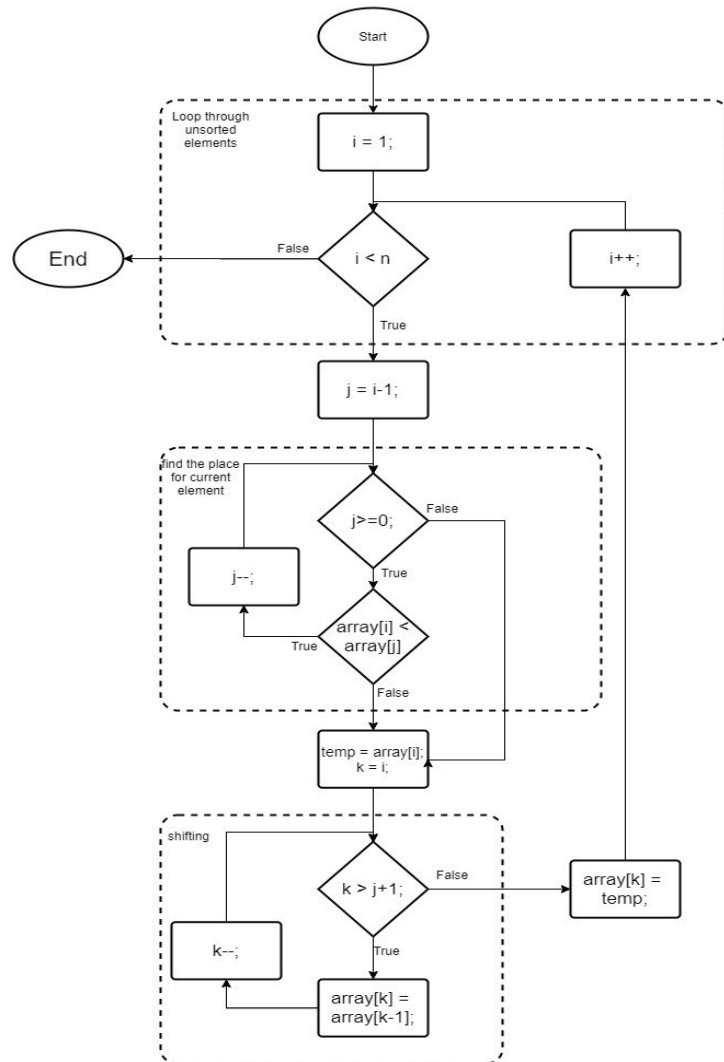 Start
Loop through
unsorted
elements
i = 1;
i < n
False
End
i++;
True
j = i-1;
find the place
for current
element
j>=0;
False
j--;
True
array[i] <
array[j]
True
False
temp = array[i];
k = i;
shifting
k > j+1;
False
array[k] =
temp;
k--;
True
array[k] =
array[k-1];